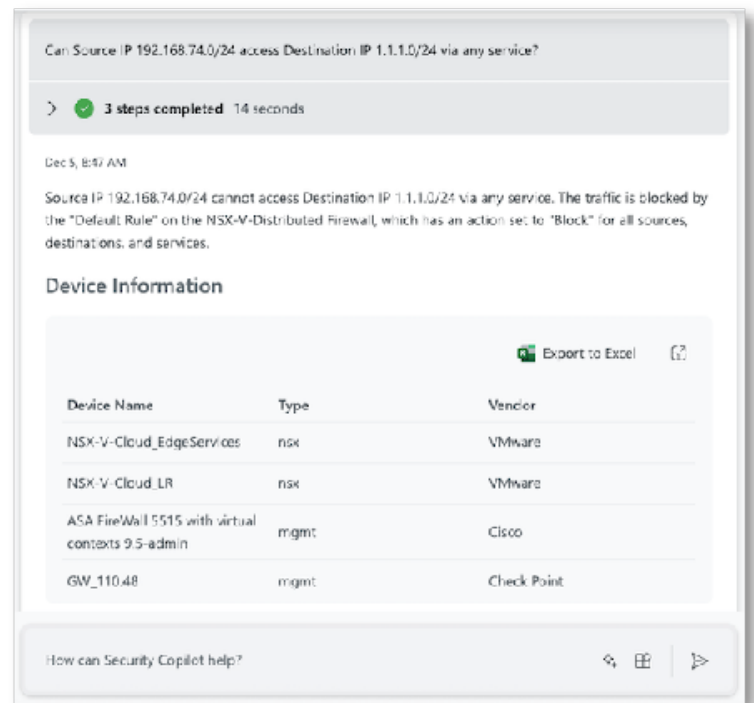 Can Source IP 192.168.74.0/24 access Destination IP 1.1.1.0/24 via any service?
3 steps completed 14 seconds
Dec 5, 8:47 AM
Source IP 192.168.74.0/24 cannot access Destination IP 1.1.1.0/24 via any service. The traffic is blocked by
the "Default Rule" on the NSX-V-Distributed Firewall, which has an action set to "Block" for all sources,
destinations, and services.
Device Information
Export to Excel
Device Name Type Vendor
NSX-V-Cloud_EdgeServices nsx VMware
NSX-V-Cloud_LR nsx VMware
ASA FireWall 5515 with virtual
contexts 9.5-admin mgmt Cisco
GW_110.48 mgmt Check Point
How can Security Copilot help?